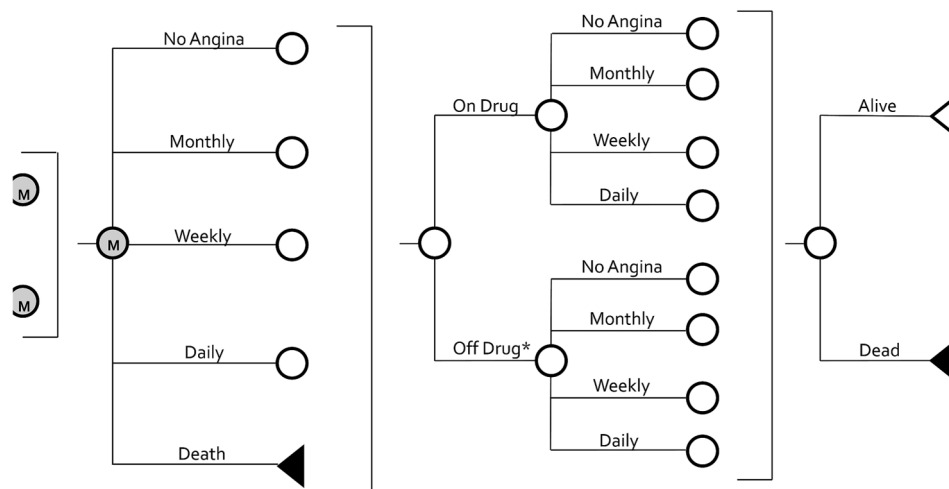 M
M
M
No Angina
Monthly
Weekly
Daily
Death
On Drug
No Angina
Monthly
Weekly
Daily
Off Drug*
No Angina
Monthly
Weekly
Daily
Alive
Dead